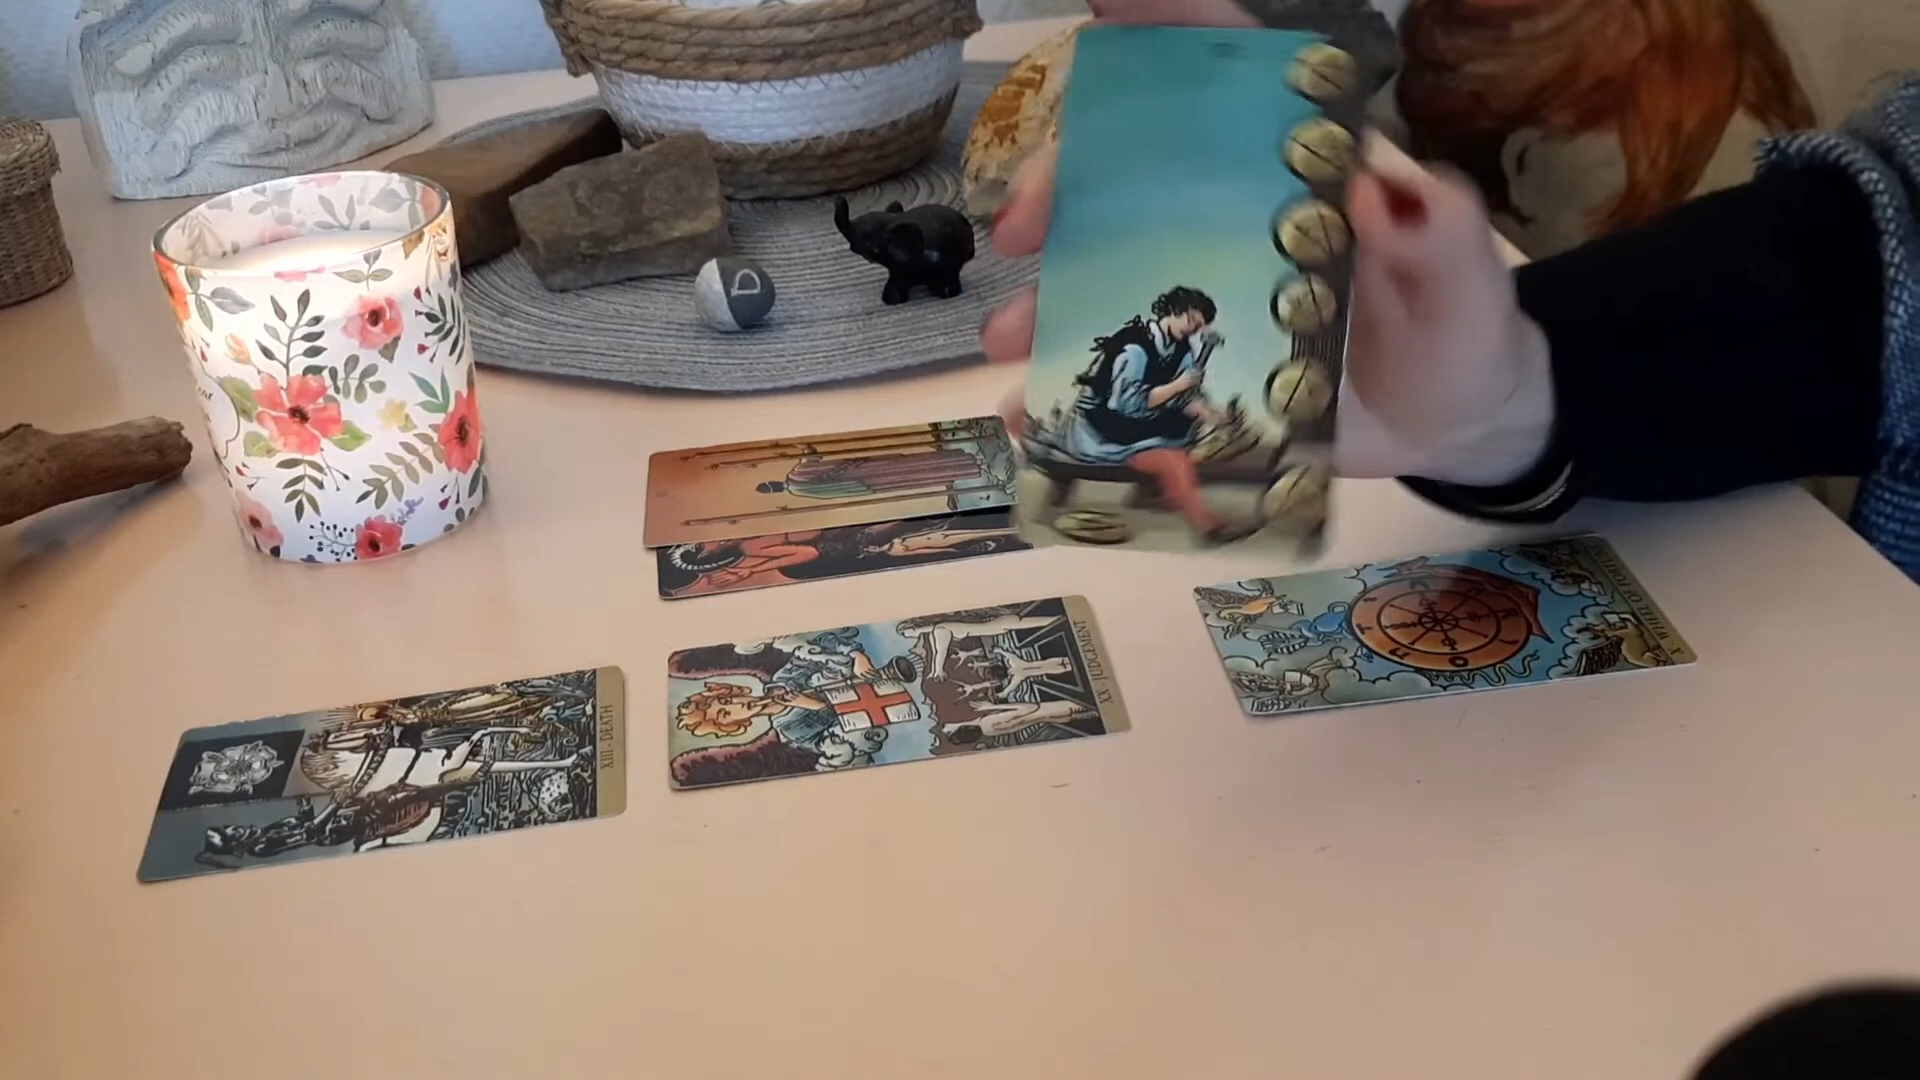 D
X - WHEEL OF FORTUNE
XX - JUDGEMENT
XIII - DEATH